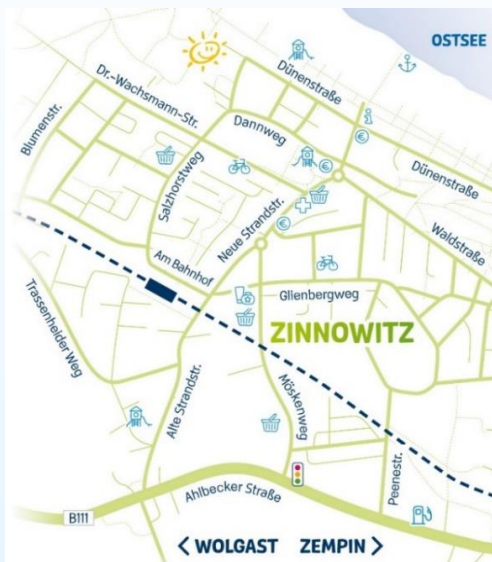 OSTSEE
Dünenstraße
Dr.-Wachsmann-Str.
Dannweg
Blumenstr.
Salzhorstweg
Neue Strandstr.
Dünenstraße
Waldstraße
Am Bahnhof
Glienbergweg
Trassenheider Weg
ZINNOWITZ
Alte Strandstr.
Möskenweg
Peenestr.
Ahlbecker Straße
B111
< WOLGAST ZEMPIN >